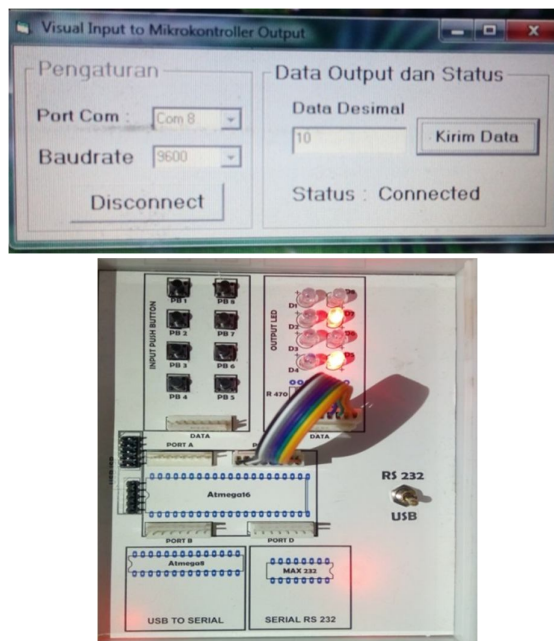 Visual Input to Mikrokontroller Output
Pengaturan
Port Com :
Com 8
Baudrate
9600
Disconnect
Data Output dan Status
Data Desimal
10
Kirim Data
Status : Connected
INPUT PUSH BUTTON
PB 1
PB 8
PB 2
PB 7
PB 3
PB 6
PB 4
PB 5
DATA
OUTPUT LED
D1
D2
D3
D4
R 470
DATA
PORT A
Atmega16
PORT B
PORT D
RS 232
USB
Atmega8
USB TO SERIAL
MAX 232
SERIAL RS 232